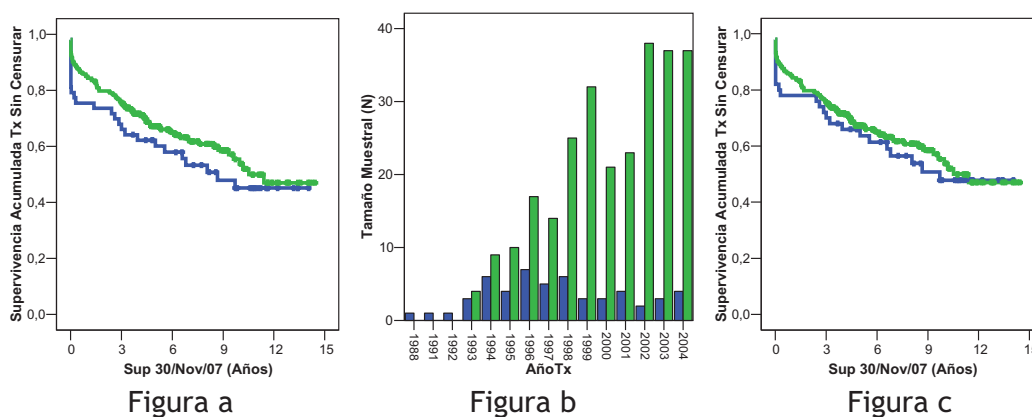 Supervivencia Acumulada Tx Sin Censurar
1,0
0,8
0,6
0,4
0,2
0,0
0 3 6 9 12 15
Sup 30/Nov/07 (Años)
Figura a
Tamaño Muestral (N)
40
30
20
10
0
1988 1991 1992 1993 1994 1995 1996 1997 1998 1999 2000 2001 2002 2003 2004
AñoTx
Figura b
Supervivencia Acumulada Tx Sin Censurar
1,0
0,8
0,6
0,4
0,2
0,0
0 3 6 9 12 15
Sup 30/Nov/07 (Años)
Figura c